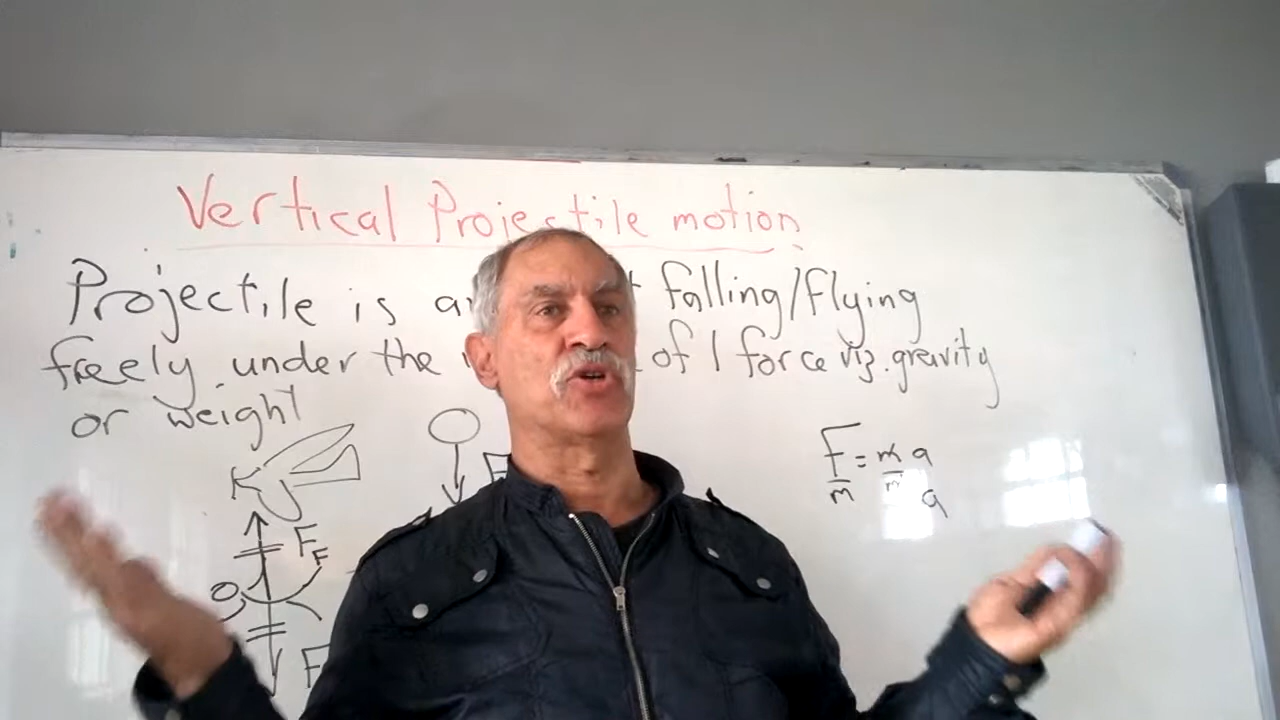 Vertical Projectile motion
Projectile is falling/flying
freely under the of 1 force viz. gravity
or weight
F = m a
m m a
F
F F
F